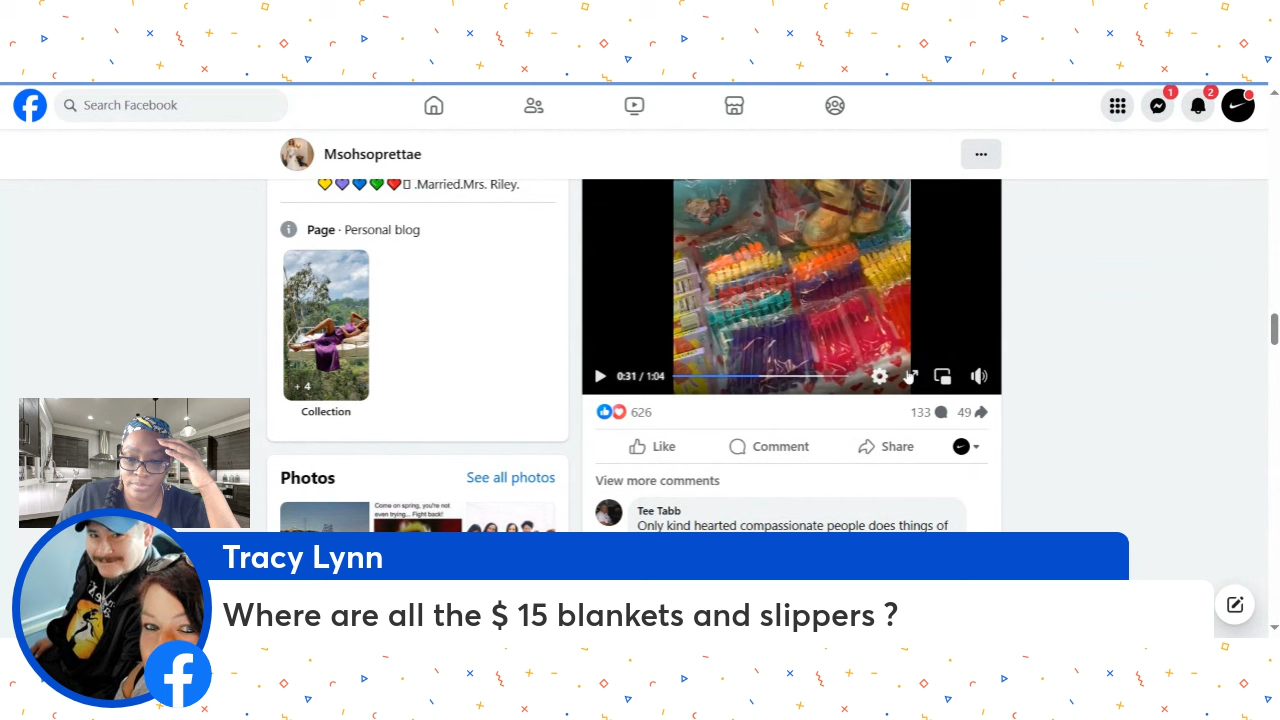 Search Facebook
1
2
Msohsoprettae
...
.Married.Mrs. Riley.
Page · Personal blog
+ 4
Collection
Photos
See all photos
Come on spring, you're not
even trying... Fight back!
0:31 / 1:04
626
133
49
Like
Comment
Share
View more comments
Tee Tabb
Only kind hearted compassionate people does things of
Tracy Lynn
Where are all the $ 15 blankets and slippers ?